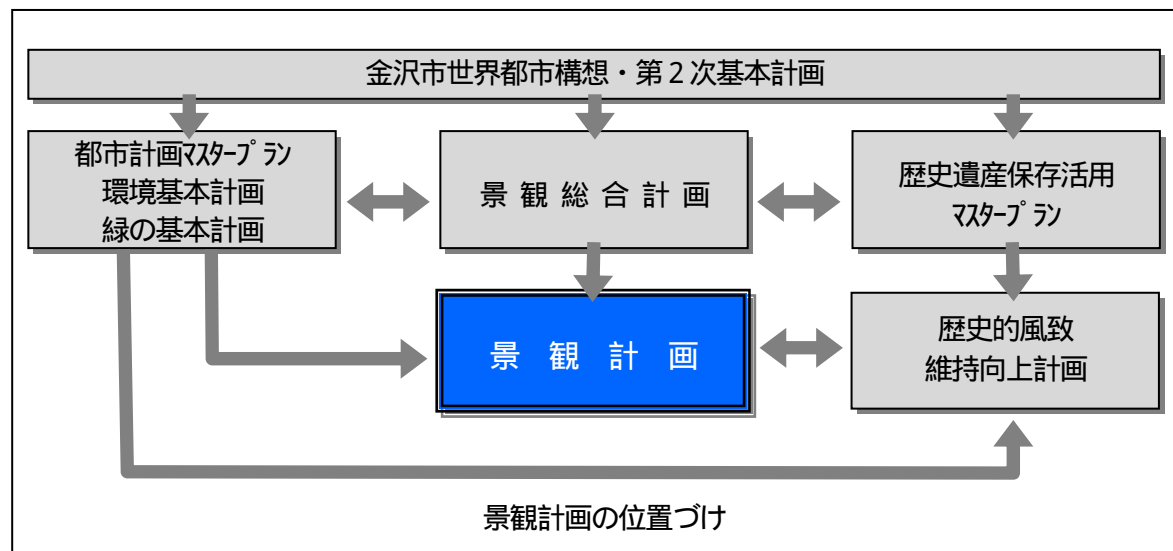 金沢市世界都市構想・第2次基本計画
都市計画ﾏｽﾀｰﾌﾟﾗﾝ
環境基本計画
緑の基本計画
景観総合計画
歴史遺産保存活用
ﾏｽﾀｰﾌﾟﾗﾝ
景観計画
歴史的風致
維持向上計画
景観計画の位置づけ